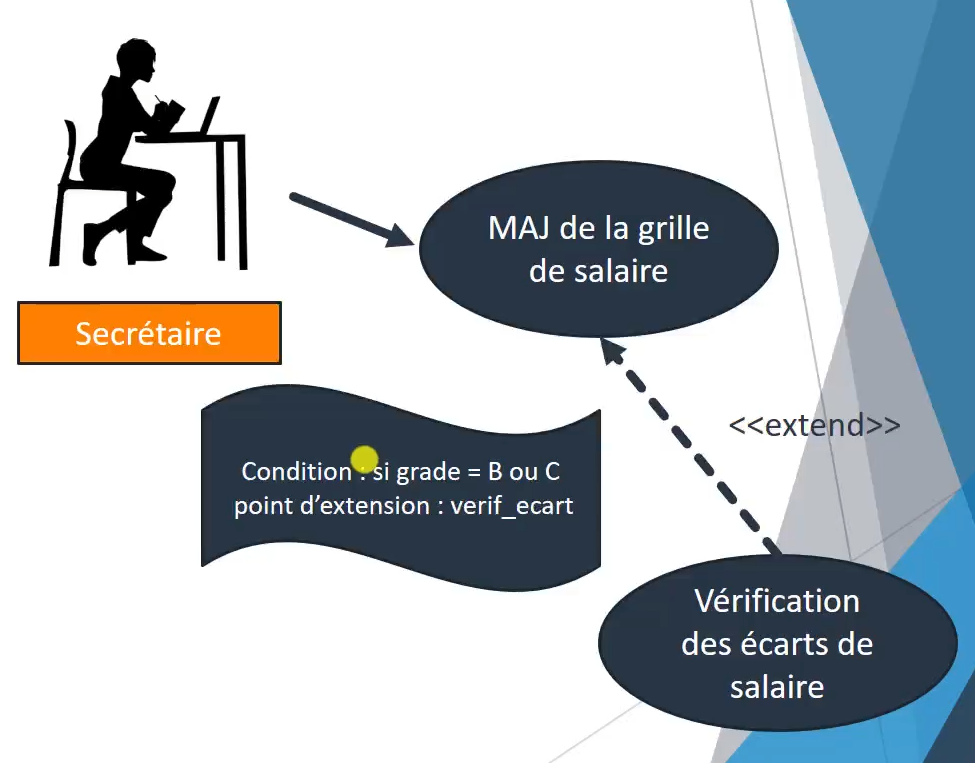 MAJ de la grille
de salaire
Secrétaire
<<extend>>
Condition : si grade = B ou C
point d'extension : verif_ecart
Vérification
des écarts de
salaire